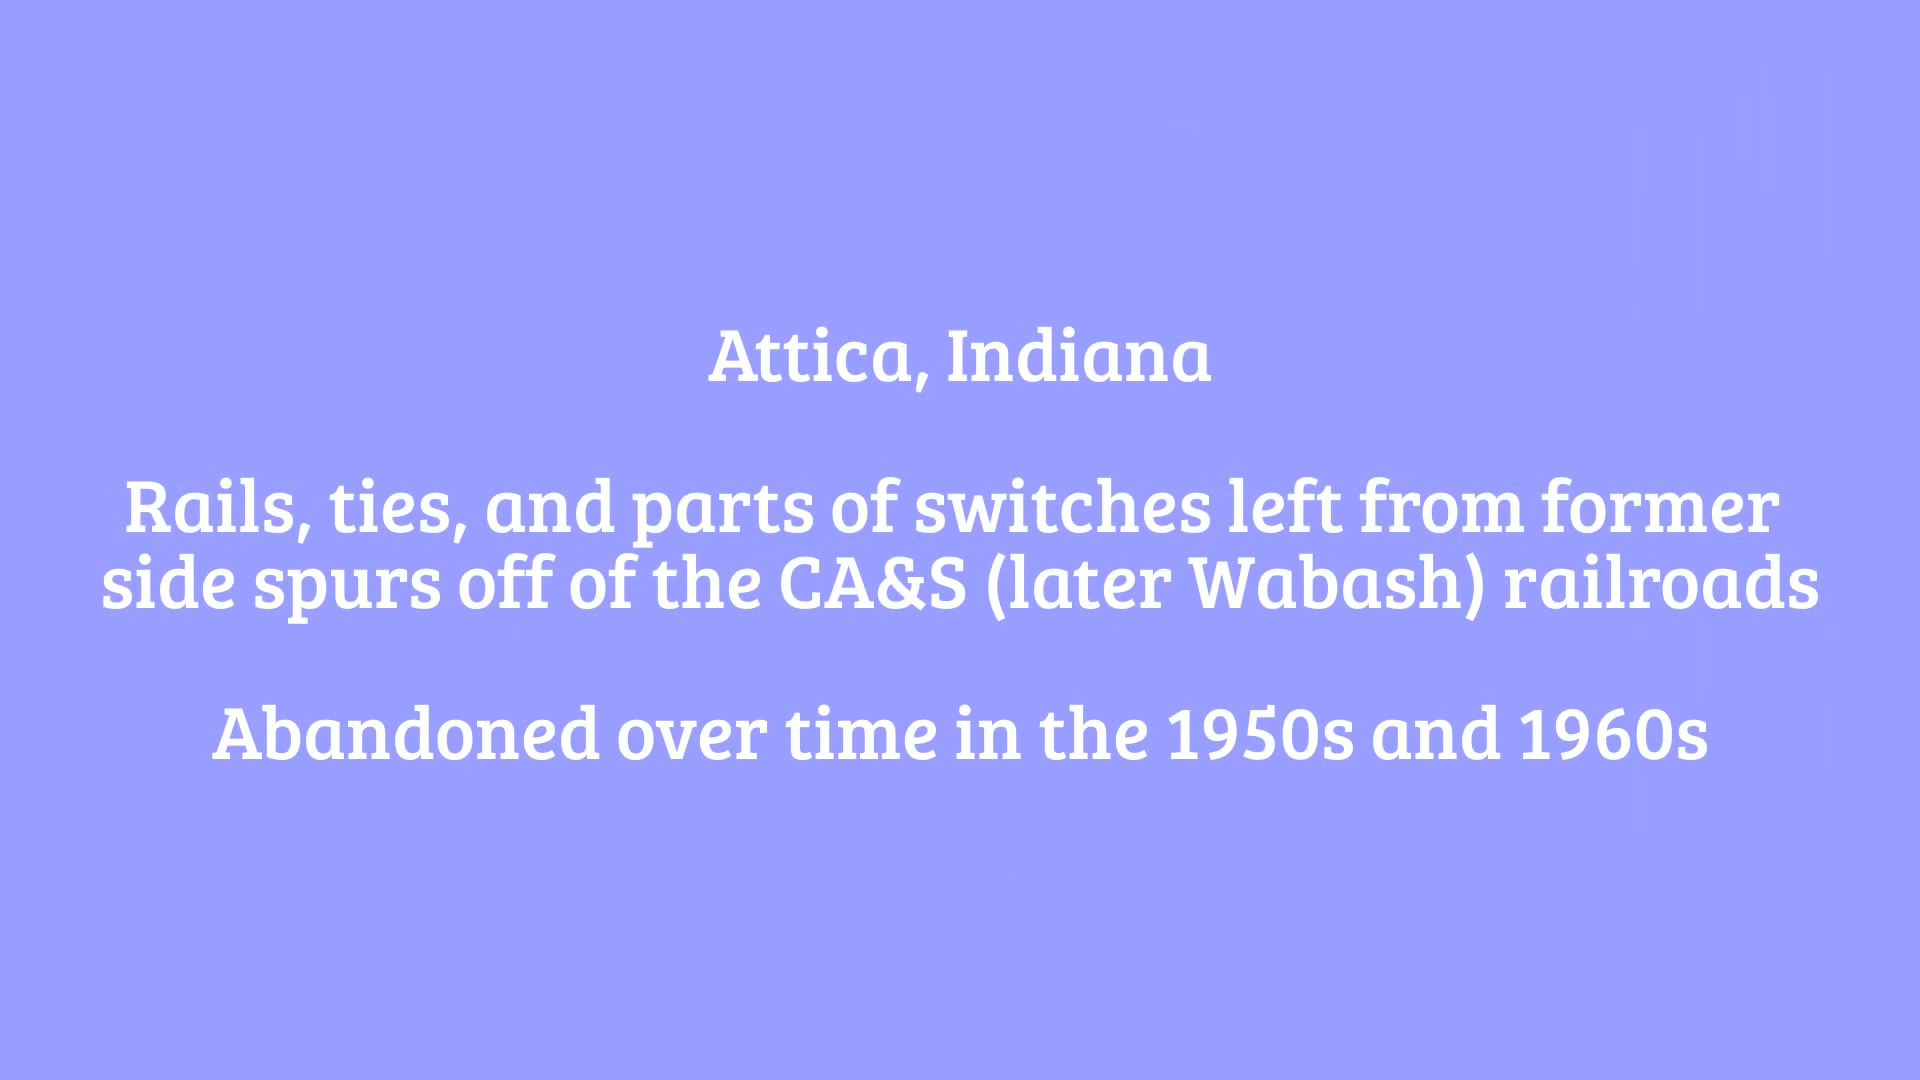 Attica, Indiana
Rails, ties, and parts of switches left from former
side spurs off of the CA&S (later Wabash) railroads
Abandoned over time in the 1950s and 1960s